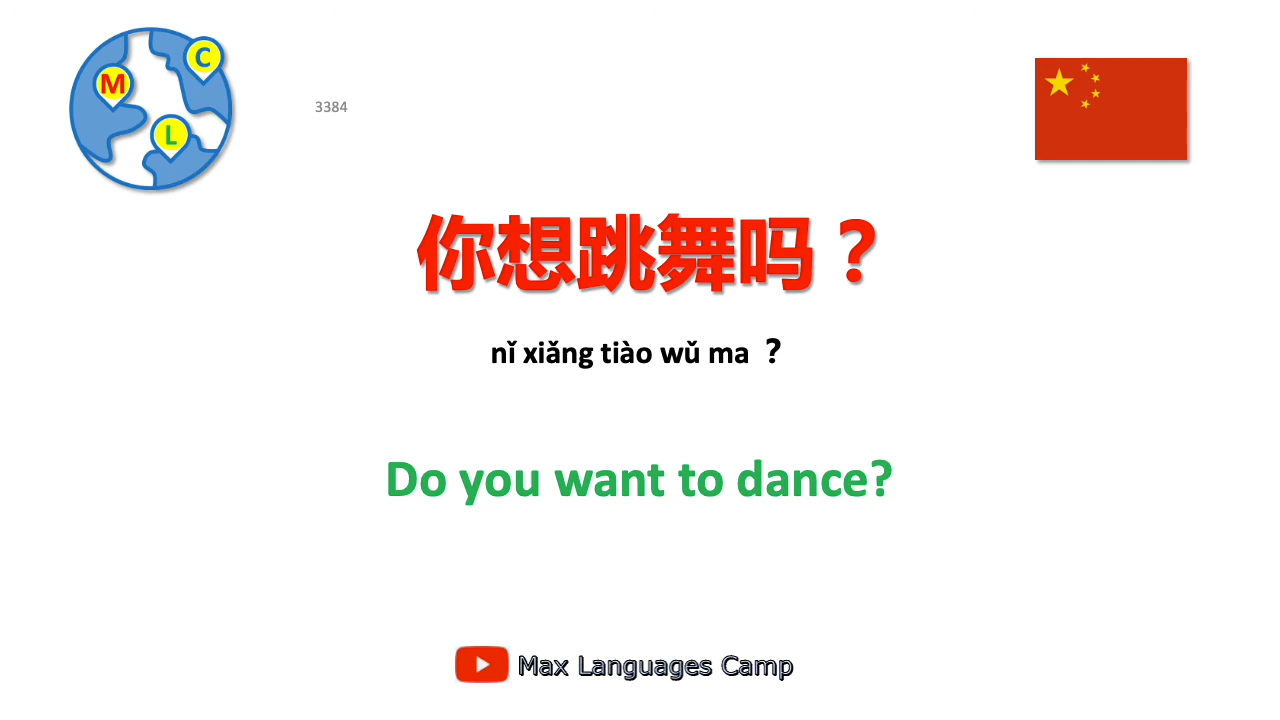 M
C
L
3384
你想跳舞吗？
nǐ xiǎng tiào wǔ ma ？
Do you want to dance?
Max Languages Camp